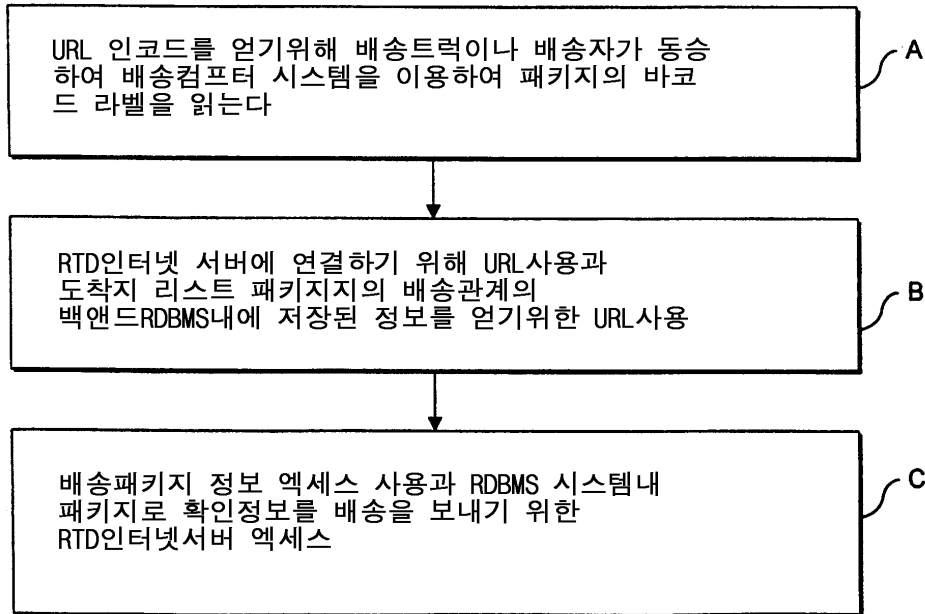 URL 인코드를 얻기위해 배송트럭이나 배송자가 동승
하여 배송컴프터 시스템을 이용하여 패키지의 바코
드 라벨을 읽는다
A
RTD인터넷 서버에 연결하기 위해 URL사용과
도착지 리스트 패키지지의 배송관계의
백앤드RDBMS내에 저장된 정보를 얻기위한 URL사용
B
배송패키지 정보 엑세스 사용과 RDBMS 시스템내
패키지로 확인정보를 배송을 보내기 위한
RTD인터넷서버 엑세스
C